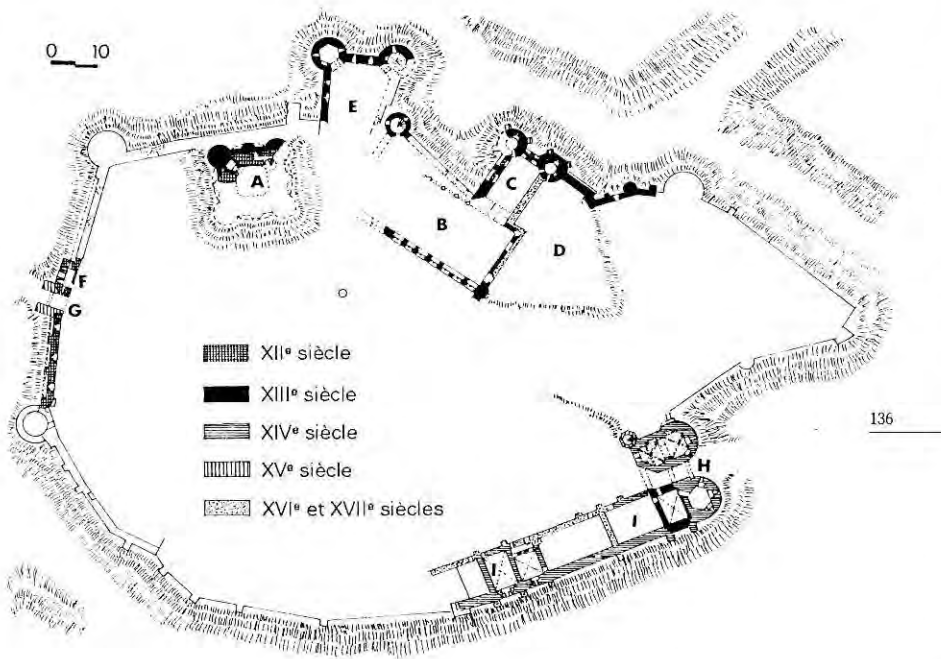 0 10
E
A
C
B
D
F
G
XIIe siècle
XIIIe siècle
XIVe siècle
XVe siècle
XVIe et XVIIe siècles
136
H
I
I